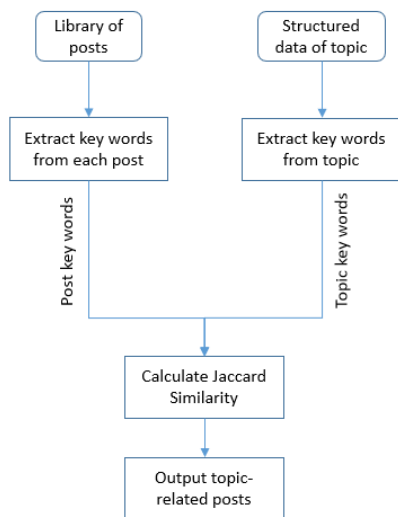 Library of
posts
Structured
data of topic
Extract key words
from each post
Extract key words
from topic
Post key words
Topic key words
Calculate Jaccard
Similarity
Output topic-
related posts